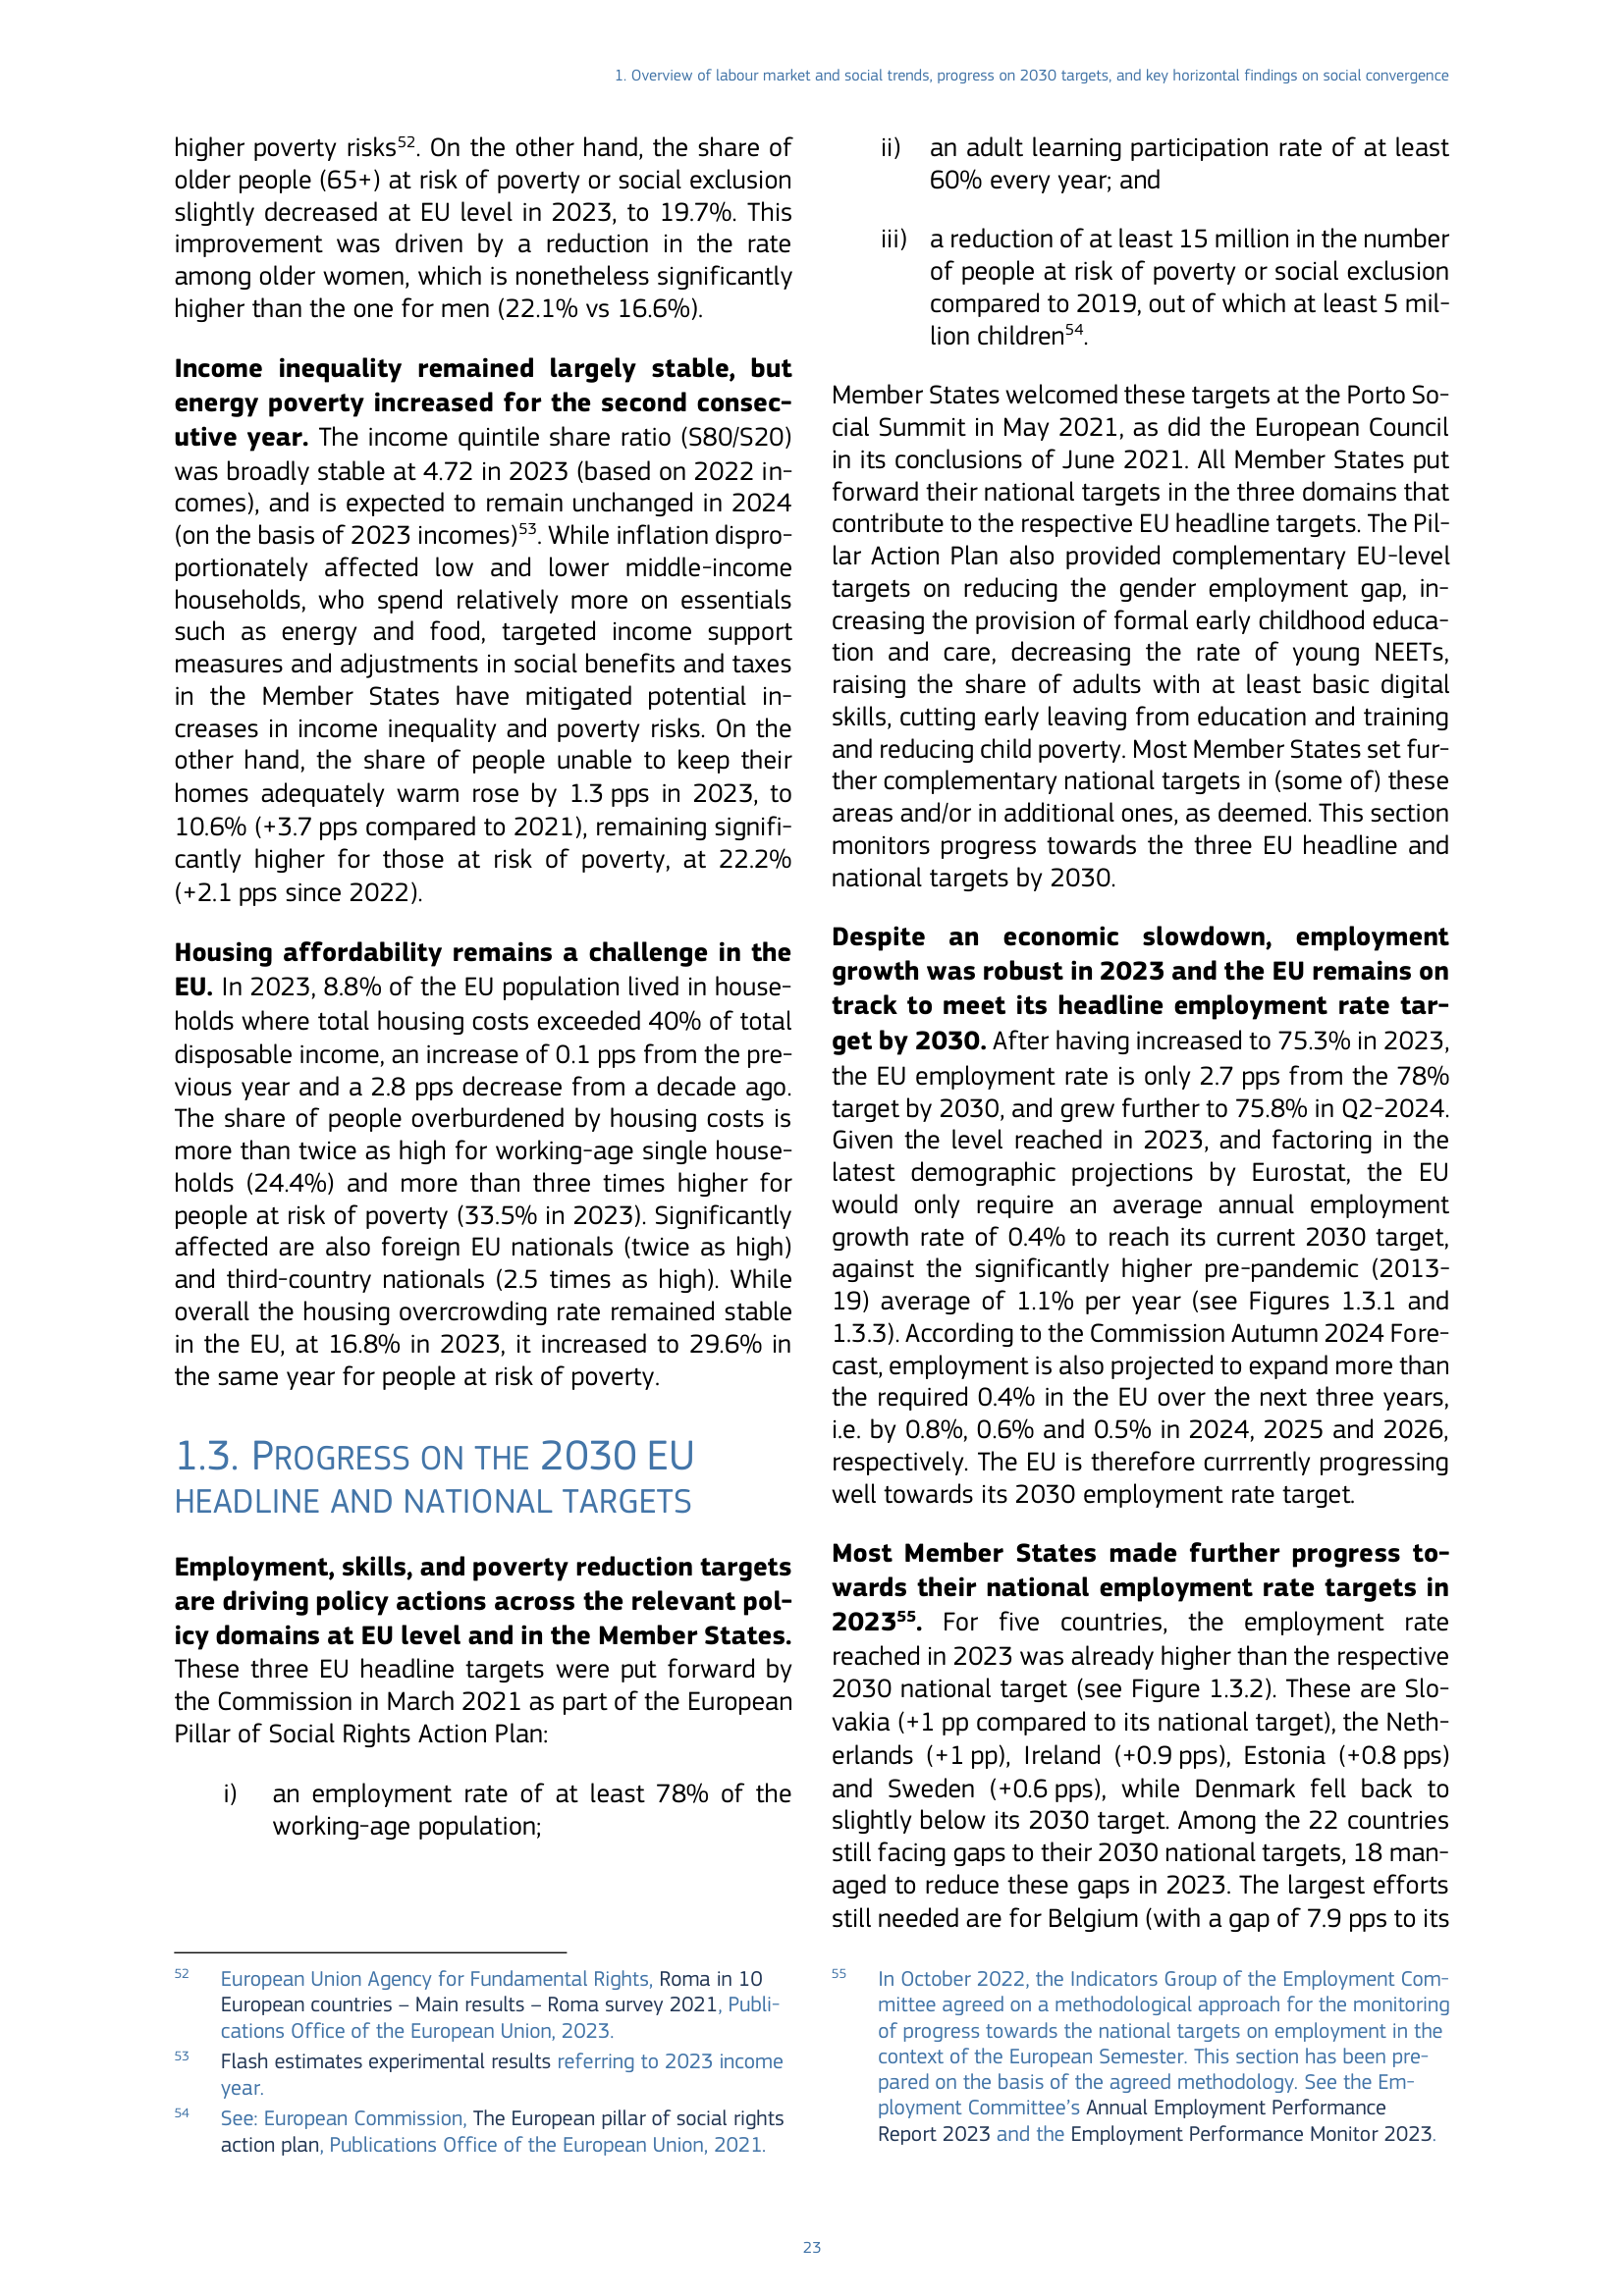 1. Overview of labour market and social trends, progress on 2030 targets, and key horizontal findings on social convergence
higher poverty risks52. On the other hand, the share of
older people (65+) at risk of poverty or social exclusion
slightly decreased at EU level in 2023, to 19.7%. This
improvement was driven by a reduction in the rate
among older women, which is nonetheless significantly
higher than the one for men (22.1% vs 16.6%).
Income inequality remained largely stable, but
energy poverty increased for the second consec-
utive year. The income quintile share ratio (S80/S20)
was broadly stable at 4.72 in 2023 (based on 2022 in-
comes), and is expected to remain unchanged in 2024
(on the basis of 2023 incomes)53. While inflation dispro-
portionately affected low and lower middle-income
households, who spend relatively more on essentials
such as energy and food, targeted income support
measures and adjustments in social benefits and taxes
in the Member States have mitigated potential in-
creases in income inequality and poverty risks. On the
other hand, the share of people unable to keep their
homes adequately warm rose by 1.3 pps in 2023, to
10.6% (+3.7 pps compared to 2021), remaining signifi-
cantly higher for those at risk of poverty, at 22.2%
(+2.1 pps since 2022).
Housing affordability remains a challenge in the
EU. In 2023, 8.8% of the EU population lived in house-
holds where total housing costs exceeded 40% of total
disposable income, an increase of 0.1 pps from the pre-
vious year and a 2.8 pps decrease from a decade ago.
The share of people overburdened by housing costs is
more than twice as high for working-age single house-
holds (24.4%) and more than three times higher for
people at risk of poverty (33.5% in 2023). Significantly
affected are also foreign EU nationals (twice as high)
and third-country nationals (2.5 times as high). While
overall the housing overcrowding rate remained stable
in the EU, at 16.8% in 2023, it increased to 29.6% in
the same year for people at risk of poverty.
1.3. PROGRESS ON THE 2030 EU
HEADLINE AND NATIONAL TARGETS
Employment, skills, and poverty reduction targets
are driving policy actions across the relevant pol-
icy domains at EU level and in the Member States.
These three EU headline targets were put forward by
the Commission in March 2021 as part of the European
Pillar of Social Rights Action Plan:
i) an employment rate of at least 78% of the
working-age population;
52 European Union Agency for Fundamental Rights, Roma in 10
European countries – Main results – Roma survey 2021, Publi-
cations Office of the European Union, 2023.
53 Flash estimates experimental results referring to 2023 income
year.
54 See: European Commission, The European pillar of social rights
action plan, Publications Office of the European Union, 2021.
ii) an adult learning participation rate of at least
60% every year; and
iii) a reduction of at least 15 million in the number
of people at risk of poverty or social exclusion
compared to 2019, out of which at least 5 mil-
lion children54.
Member States welcomed these targets at the Porto So-
cial Summit in May 2021, as did the European Council
in its conclusions of June 2021. All Member States put
forward their national targets in the three domains that
contribute to the respective EU headline targets. The Pil-
lar Action Plan also provided complementary EU-level
targets on reducing the gender employment gap, in-
creasing the provision of formal early childhood educa-
tion and care, decreasing the rate of young NEETs,
raising the share of adults with at least basic digital
skills, cutting early leaving from education and training
and reducing child poverty. Most Member States set fur-
ther complementary national targets in (some of) these
areas and/or in additional ones, as deemed. This section
monitors progress towards the three EU headline and
national targets by 2030.
Despite an economic slowdown, employment
growth was robust in 2023 and the EU remains on
track to meet its headline employment rate tar-
get by 2030. After having increased to 75.3% in 2023,
the EU employment rate is only 2.7 pps from the 78%
target by 2030, and grew further to 75.8% in Q2-2024.
Given the level reached in 2023, and factoring in the
latest demographic projections by Eurostat, the EU
would only require an average annual employment
growth rate of 0.4% to reach its current 2030 target,
against the significantly higher pre-pandemic (2013-
19) average of 1.1% per year (see Figures 1.3.1 and
1.3.3). According to the Commission Autumn 2024 Fore-
cast, employment is also projected to expand more than
the required 0.4% in the EU over the next three years,
i.e. by 0.8%, 0.6% and 0.5% in 2024, 2025 and 2026,
respectively. The EU is therefore currrently progressing
well towards its 2030 employment rate target.
Most Member States made further progress to-
wards their national employment rate targets in
202355. For five countries, the employment rate
reached in 2023 was already higher than the respective
2030 national target (see Figure 1.3.2). These are Slo-
vakia (+1 pp compared to its national target), the Neth-
erlands (+1 pp), Ireland (+0.9 pps), Estonia (+0.8 pps)
and Sweden (+0.6 pps), while Denmark fell back to
slightly below its 2030 target. Among the 22 countries
still facing gaps to their 2030 national targets, 18 man-
aged to reduce these gaps in 2023. The largest efforts
still needed are for Belgium (with a gap of 7.9 pps to its
55 In October 2022, the Indicators Group of the Employment Com-
mittee agreed on a methodological approach for the monitoring
of progress towards the national targets on employment in the
context of the European Semester. This section has been pre-
pared on the basis of the agreed methodology. See the Em-
ployment Committee's Annual Employment Performance
Report 2023 and the Employment Performance Monitor 2023.
23